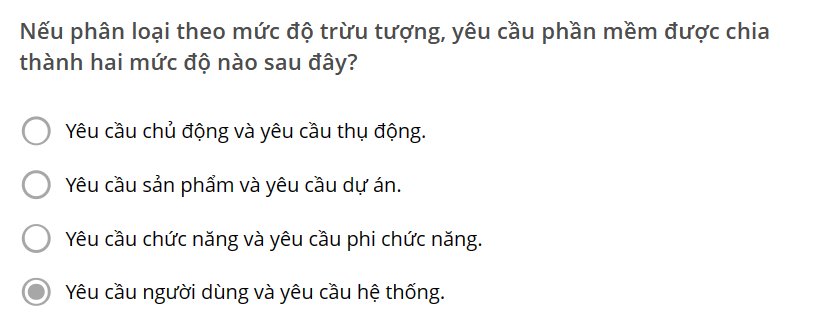 Nếu phân loại theo mức độ trừu tượng, yêu cầu phần mềm được chia
thành hai mức độ nào sau đây?
Yêu cầu chủ động và yêu cầu thụ động.
Yêu cầu sản phẩm và yêu cầu dự án.
Yêu cầu chức năng và yêu cầu phi chức năng.
Yêu cầu người dùng và yêu cầu hệ thống.